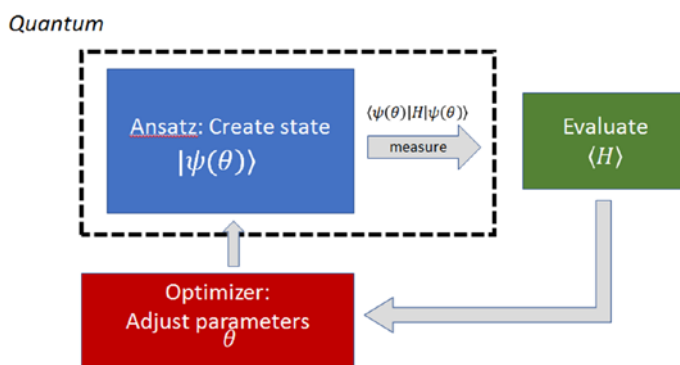 Quantum
Ansatz: Create state
|ψ(θ)⟩
⟨ψ(θ)|H|ψ(θ)⟩
measure
Evaluate
⟨H⟩
Optimizer:
Adjust parameters
θ